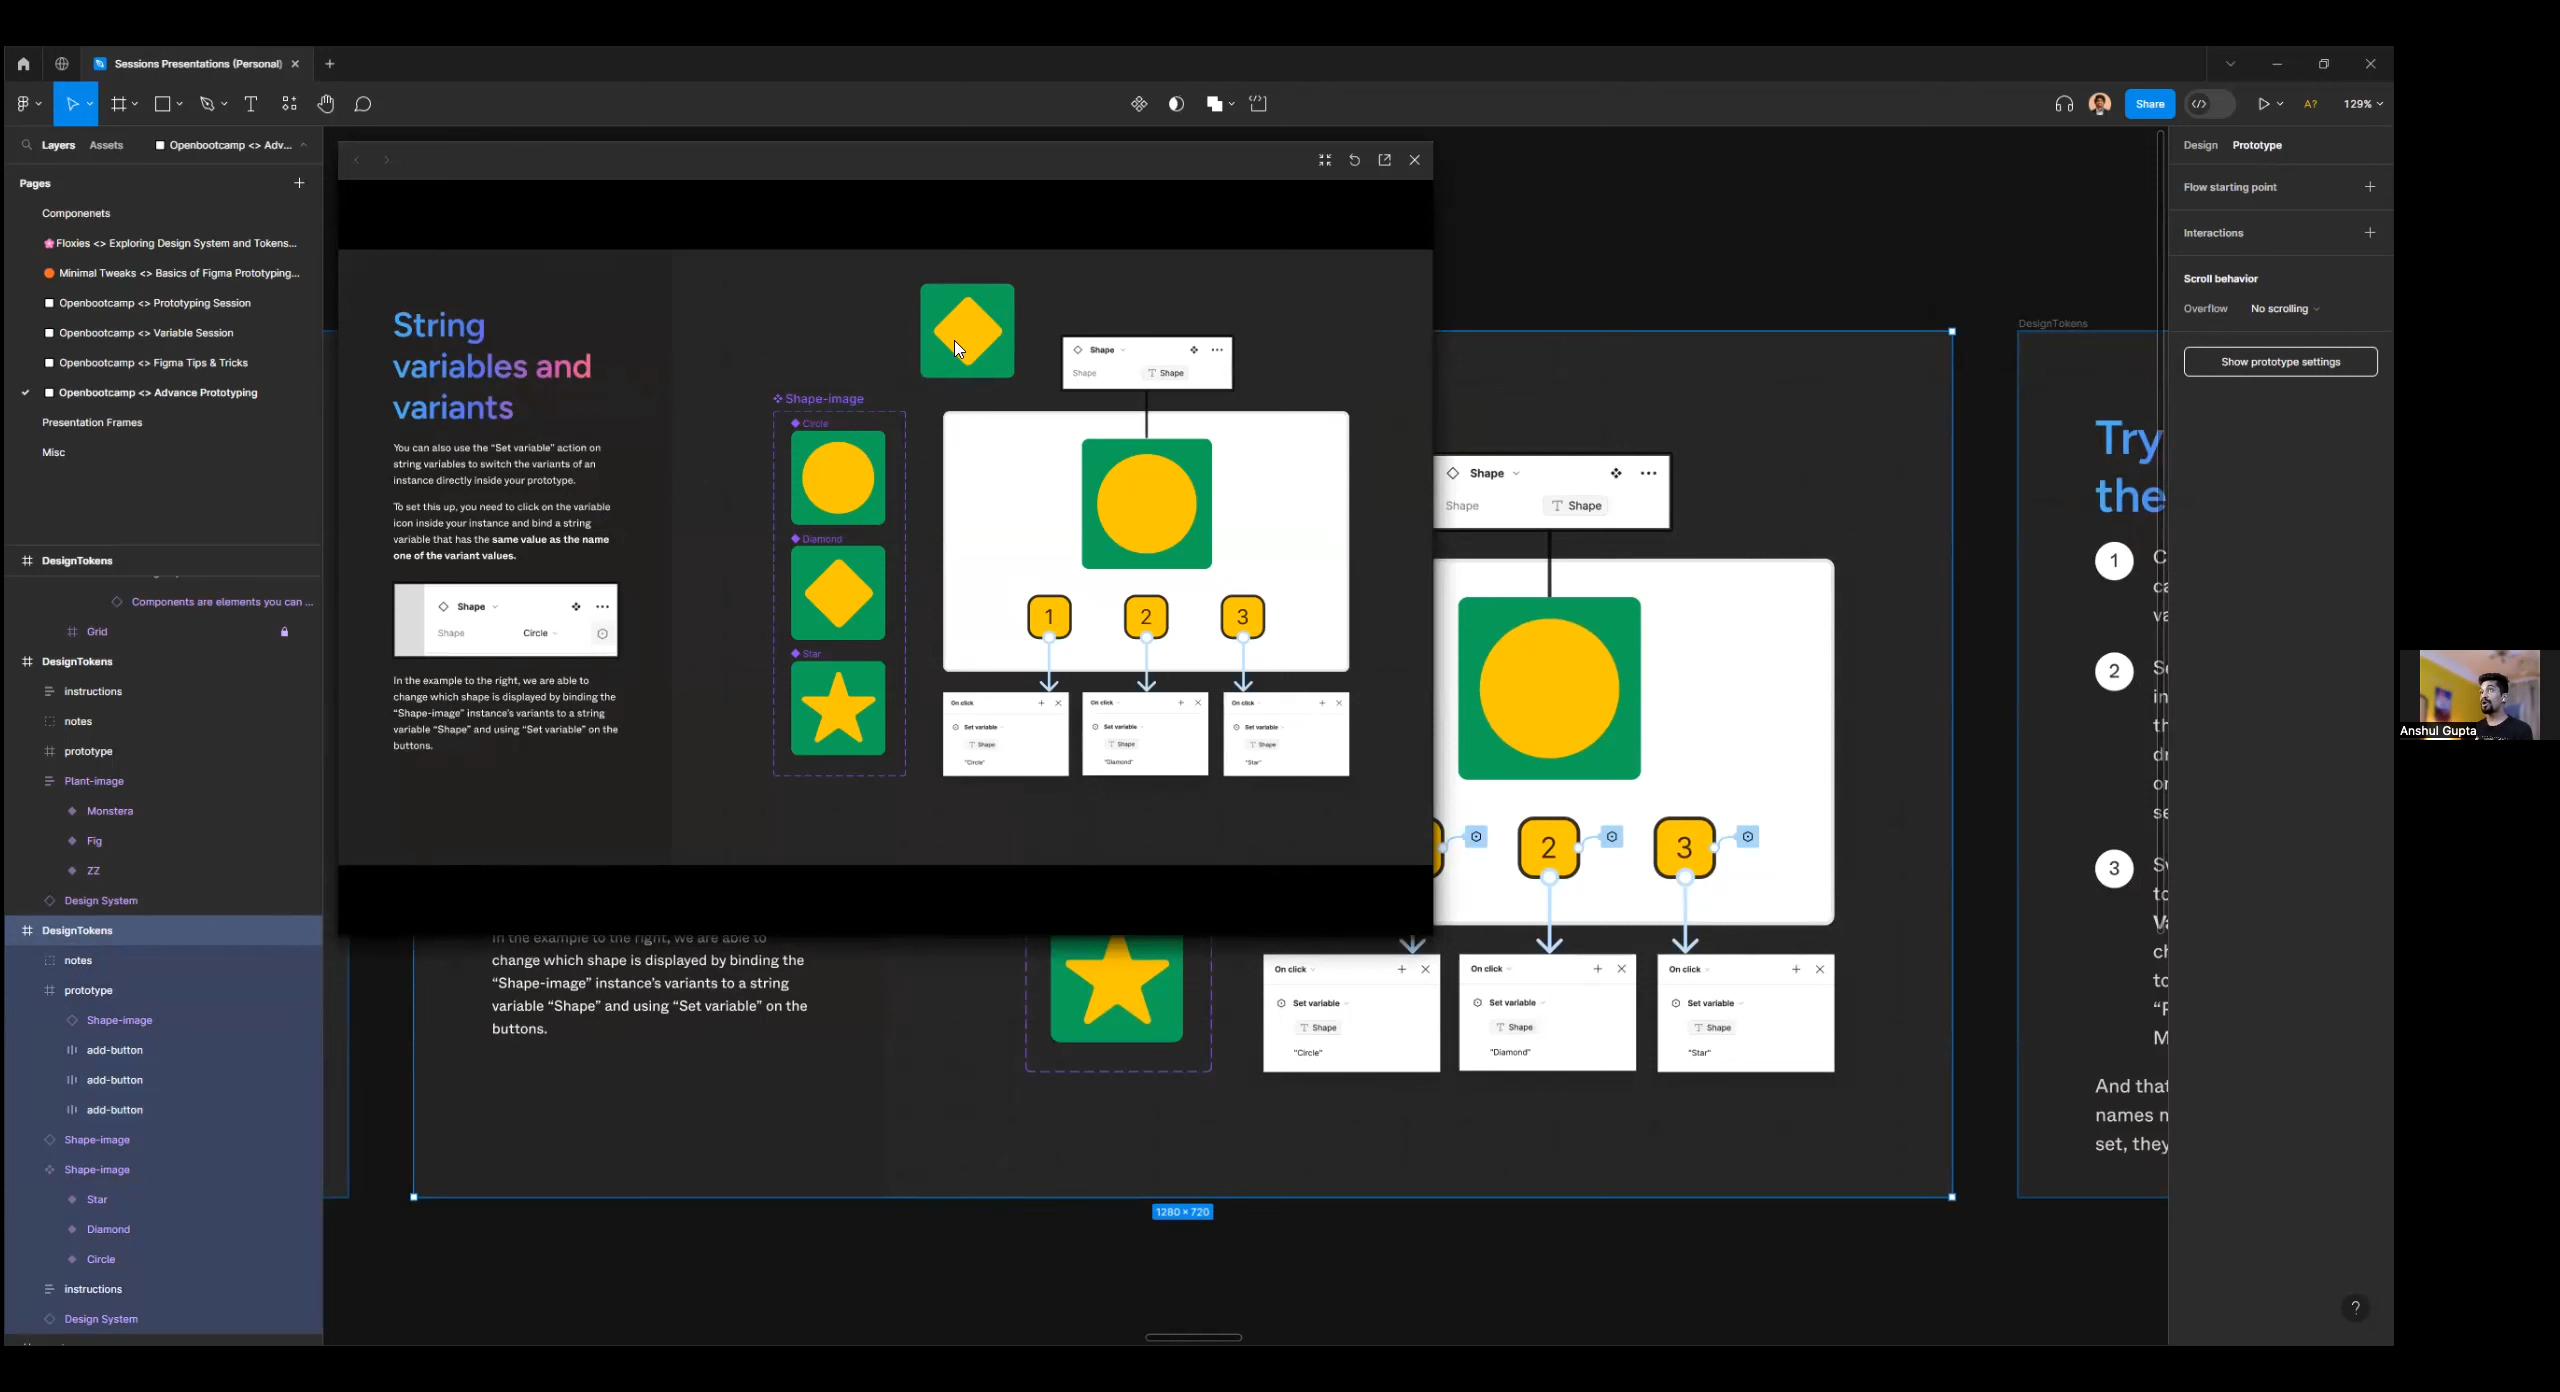 Sessions Presentations (Personal)
Share
A?
129%
Layers
Assets
Openbootcamp <> Adv...
Pages
Componenets
Floxies <> Exploring Design System and Tokens...
Minimal Tweaks <> Basics of Figma Prototyping...
Openbootcamp <> Prototyping Session
Openbootcamp <> Variable Session
Openbootcamp <> Figma Tips & Tricks
Openbootcamp <> Advance Prototyping
Presentation Frames
Misc
DesignTokens
Components are elements you can ...
Grid
DesignTokens
instructions
notes
prototype
Plant-image
Monstera
Fig
ZZ
Design System
DesignTokens
notes
prototype
Shape-image
add-button
add-button
add-button
Shape-image
Shape-image
Star
Diamond
Circle
instructions
Design System
String
variables and
variants
You can also use the “Set variable” action on
string variables to switch the variants of an
instance directly inside your prototype.
To set this up, you need to click on the variable
icon inside your instance and bind a string
variable that has the same value as the name
one of the variant values.
Shape
Shape
Circle
In the example to the right, we are able to
change which shape is displayed by binding the
“Shape-image” instance’s variants to a string
variable “Shape” and using “Set variable” on the
buttons.
Shape-image
Circle
Diamond
Star
Shape
Shape
Shape
1
2
3
On click
Set variable
Shape
"Circle"
On click
Set variable
Shape
"Diamond"
On click
Set variable
Shape
"Star"
Shape
Shape
Shape
2
3
In the example to the right, we are able to
change which shape is displayed by binding the
“Shape-image” instance’s variants to a string
variable “Shape” and using “Set variable” on the
buttons.
On click
Set variable
Shape
"Circle"
On click
Set variable
Shape
"Diamond"
On click
Set variable
Shape
"Star"
1280 × 720
DesignTokens
Try
the
1
2
3
And that
names
set, they
Design
Prototype
Flow starting point
Interactions
Scroll behavior
Overflow
No scrolling
Show prototype settings
?
Anshul Gupta